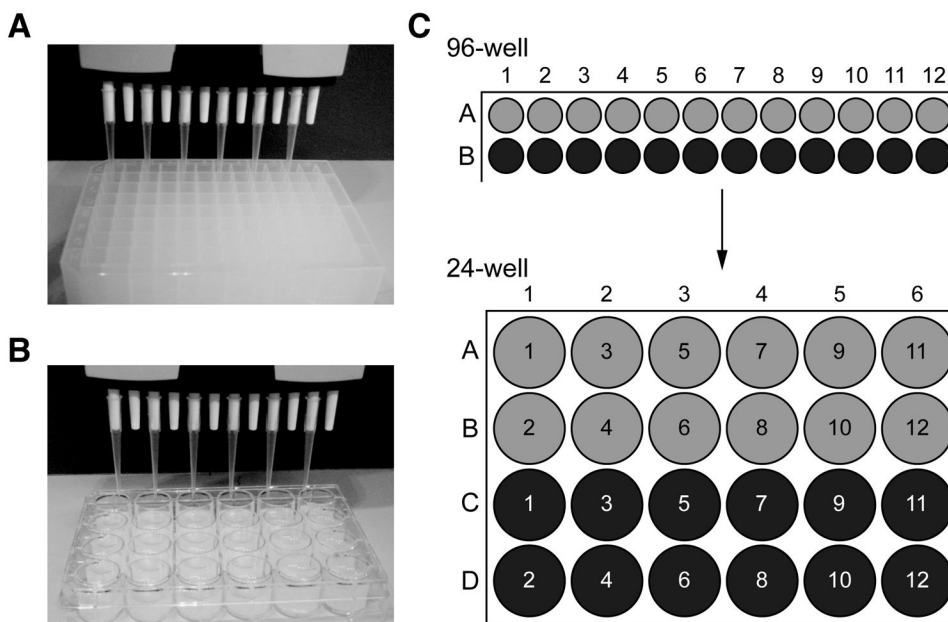 A
B
C
96-well
1 2 3 4 5 6 7 8 9 10 11 12
A
B
24-well
1 2 3 4 5 6
A 1 3 5 7 9 11
B 2 4 6 8 10 12
C 1 3 5 7 9 11
D 2 4 6 8 10 12